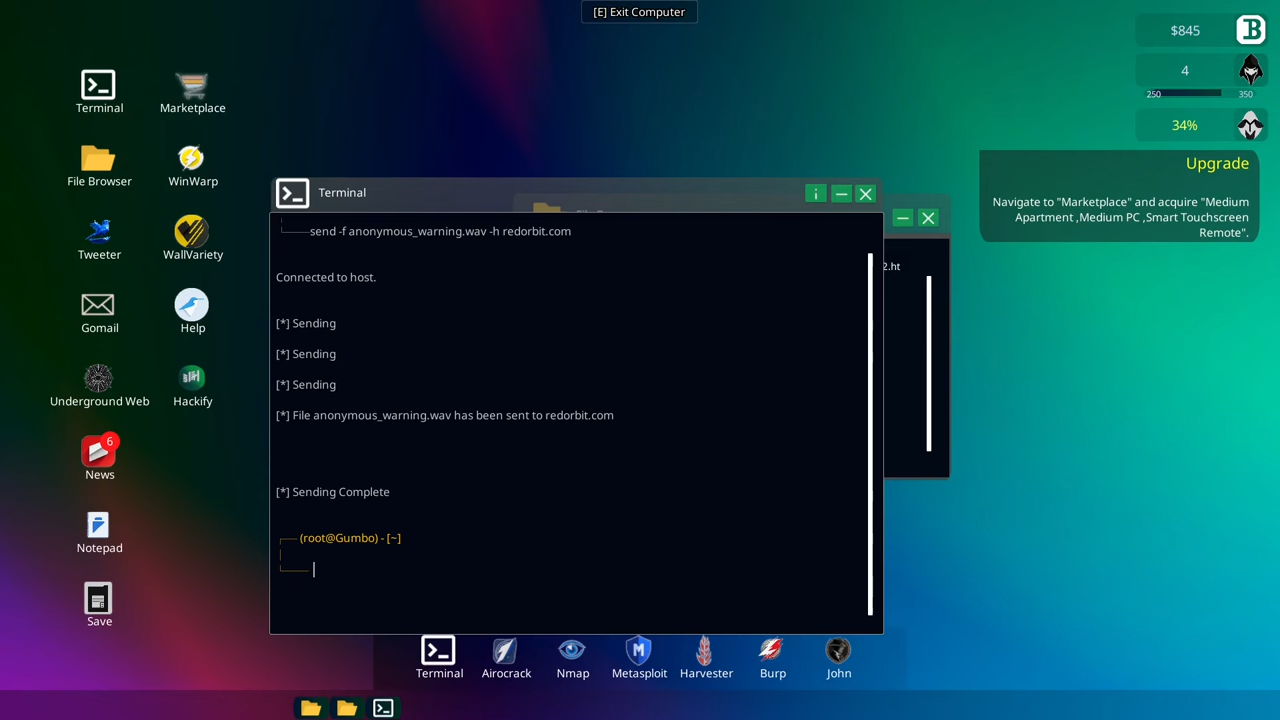 [E] Exit Computer
$845
4
250 350
34%
Upgrade
Navigate to "Marketplace" and acquire "Medium
Apartment ,Medium PC ,Smart Touchscreen
Remote".
Terminal
Marketplace
File Browser
WinWarp
Tweeter
WallVariety
Gomail
Help
Underground Web
Hackify
6
News
Notepad
Save
Terminal
send -f anonymous_warning.wav -h redorbit.com
Connected to host.
[*] Sending
[*] Sending
[*] Sending
[*] File anonymous_warning.wav has been sent to redorbit.com
[*] Sending Complete
(root@Gumbo) - [~]
2.ht
Terminal
Airocrack
Nmap
Metasploit
Harvester
Burp
John